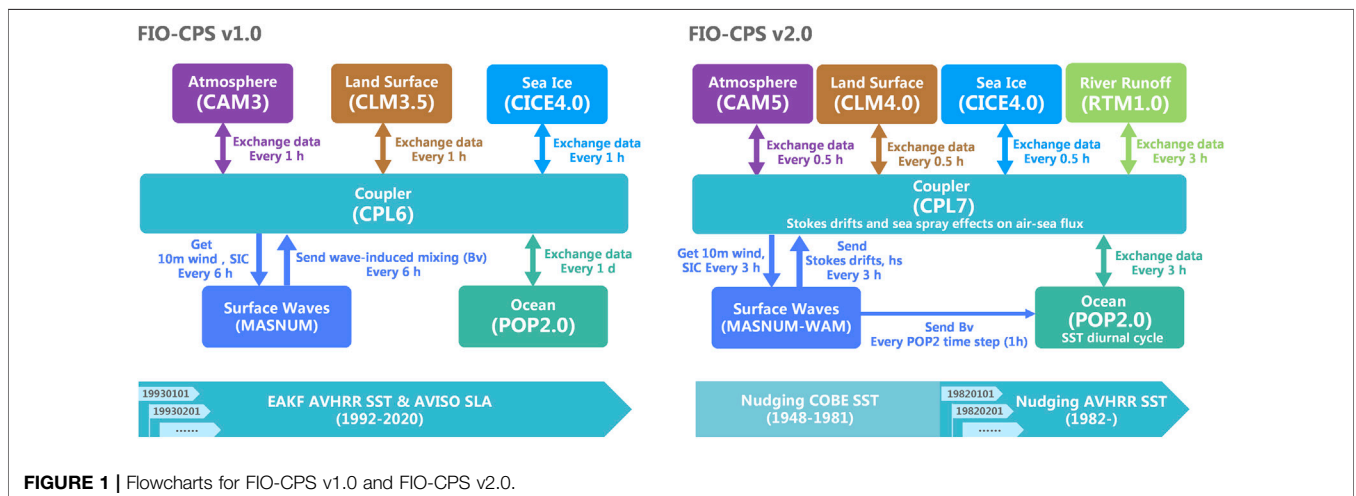 FIO-CPS v1.0
Atmosphere
(CAM3)
Land Surface
(CLM3.5)
Sea Ice
(CICE4.0)
Exchange data
Every 1 h
Exchange data
Every 1 h
Exchange data
Every 1 h
Coupler
(CPL6)
Get
10m wind , SIC
Every 6 h
Send wave-induced mixing (Bv)
Every 6 h
Exchange data
Every 1 d
Surface Waves
(MASNUM)
Ocean
(POP2.0)
19930101
19930201
......
EAKF AVHRR SST & AVISO SLA
(1992-2020)
FIO-CPS v2.0
Atmosphere
(CAM5)
Land Surface
(CLM4.0)
Sea Ice
(CICE4.0)
River Runoff
(RTM1.0)
Exchange data
Every 0.5 h
Exchange data
Every 0.5 h
Exchange data
Every 0.5 h
Exchange data
Every 3 h
Coupler
(CPL7)
Stokes drifts and sea spray effects on air-sea flux
Get 10m wind,
SIC Every 3 h
Send
Stokes drifts, hs
Every 3 h
Exchange data
Every 3 h
Surface Waves
(MASNUM-WAM)
Send Bv
Every POP2 time step (1h)
Ocean
(POP2.0)
SST diurnal cycle
Nudging COBE SST
(1948-1981)
19820101
19820201
......
Nudging AVHRR SST
(1982-)
FIGURE 1 | Flowcharts for FIO-CPS v1.0 and FIO-CPS v2.0.